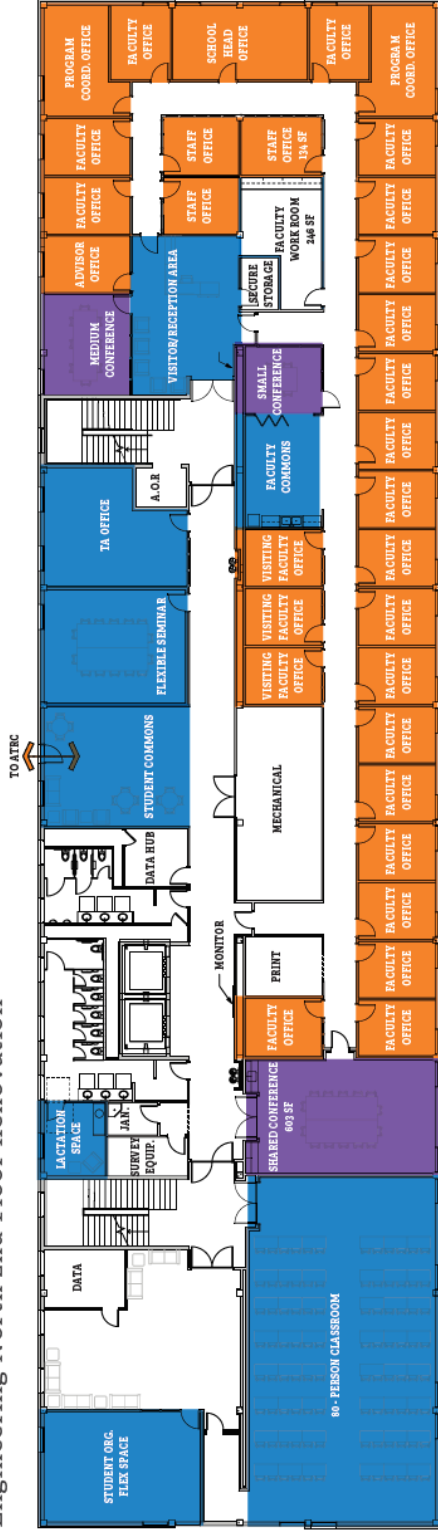 Engineering North 2nd Floor Renovation
PROGRAM
COORD. OFFICE
FACULTY
OFFICE
SCHOOL
HEAD
OFFICE
FACULTY
OFFICE
PROGRAM
COORD. OFFICE
FACULTY
OFFICE
FACULTY
OFFICE
ADVISOR
OFFICE
MEDIUM
CONFERENCE
STAFF
OFFICE
STAFF
OFFICE
134 SF
STAFF
OFFICE
FACULTY
WORK ROOM
246 SF
SECURE
STORAGE
VISITOR/RECEPTION AREA
SMALL
CONFERENCE
FACULTY
COMMONS
A.O.R
TA OFFICE
FLEXIBLE SEMINAR
STUDENT COMMONS
TO ATRC
VISITING
FACULTY
OFFICE
VISITING
FACULTY
OFFICE
VISITING
FACULTY
OFFICE
MECHANICAL
DATA HUB
MONITOR
PRINT
FACULTY
OFFICE
FACULTY
OFFICE
FACULTY
OFFICE
FACULTY
OFFICE
FACULTY
OFFICE
FACULTY
OFFICE
FACULTY
OFFICE
FACULTY
OFFICE
FACULTY
OFFICE
FACULTY
OFFICE
FACULTY
OFFICE
FACULTY
OFFICE
FACULTY
OFFICE
FACULTY
OFFICE
FACULTY
OFFICE
FACULTY
OFFICE
FACULTY
OFFICE
LACTATION
SPACE
JAN.
SURVEY
EQUIP.
SHARED CONFERENCE
603 SF
DATA
STUDENT ORG.
FLEX SPACE
80 - PERSON CLASSROOM